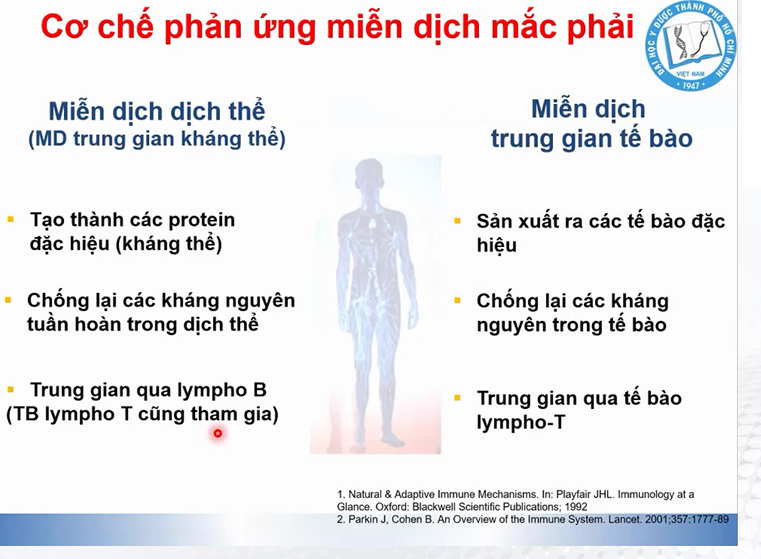 Cơ chế phản ứng miễn dịch mắc phải
ĐẠI HỌC Y DƯỢC THÀNH PHỐ HỒ CHÍ MINH
VIỆT NAM
1947
Miễn dịch dịch thể
(MD trung gian kháng thể)
Tạo thành các protein
đặc hiệu (kháng thể)
Chống lại các kháng nguyên
tuần hoàn trong dịch thể
Trung gian qua lympho B
(TB lympho T cũng tham gia)
Miễn dịch
trung gian tế bào
Sản xuất ra các tế bào đặc
hiệu
Chống lại các kháng
nguyên trong tế bào
Trung gian qua tế bào
lympho-T
1. Natural & Adaptive Immune Mechanisms. In: Playfair JHL. Immunology at a
Glance. Oxford: Blackwell Scientific Publications; 1992
2. Parkin J, Cohen B. An Overview of the Immune System. Lancet. 2001;357:1777-89